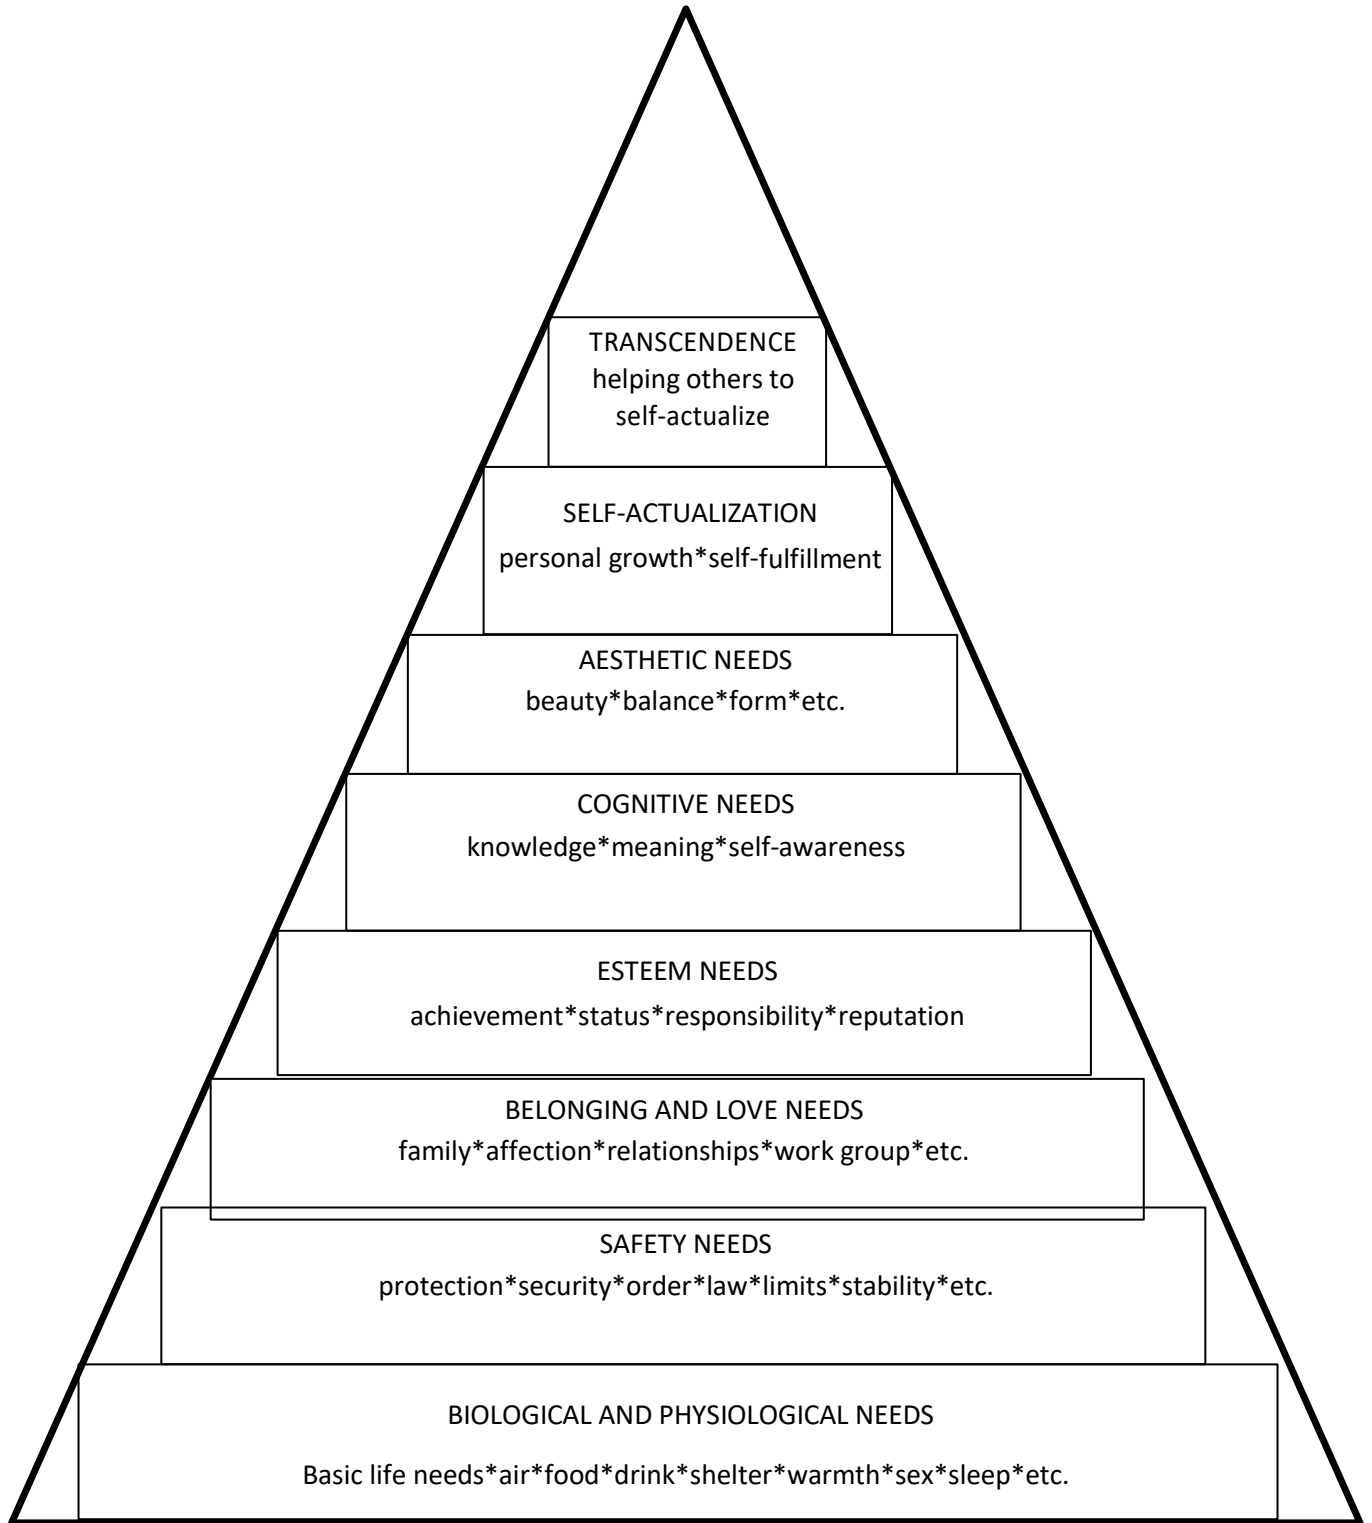 TRANSCENDENCE
helping others to
self-actualize
SELF-ACTUALIZATION
personal growth*self-fulfillment
AESTHETIC NEEDS
beauty*balance*form*etc.
COGNITIVE NEEDS
knowledge*meaning*self-awareness
ESTEEM NEEDS
achievement*status*responsibility*reputation
BELONGING AND LOVE NEEDS
family*affection*relationships*work group*etc.
SAFETY NEEDS
protection*security*order*law*limits*stability*etc.
BIOLOGICAL AND PHYSIOLOGICAL NEEDS
Basic life needs*air*food*drink*shelter*warmth*sex*sleep*etc.